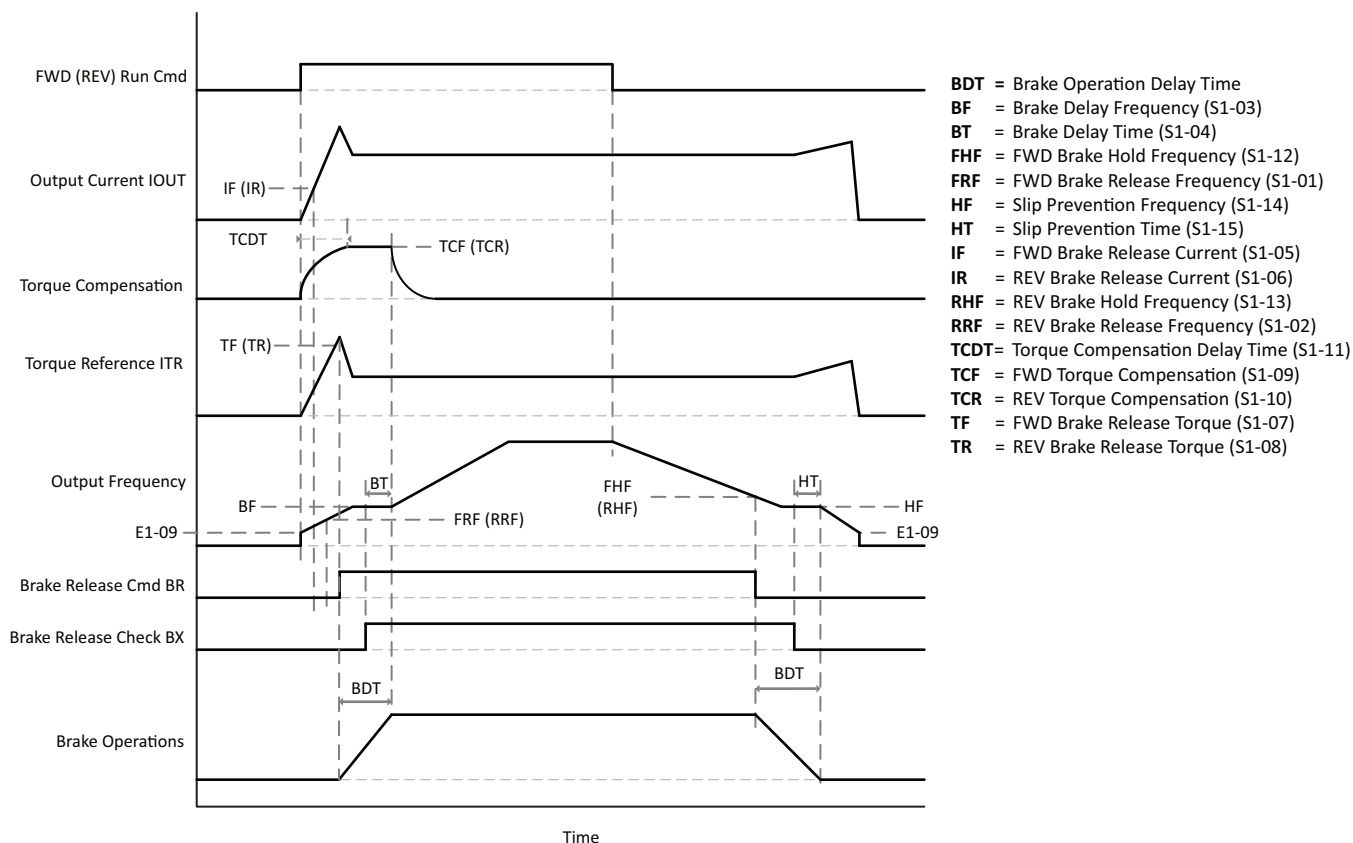 FWD (REV) Run Cmd
Output Current IOUT
IF (IR)
TCDT
TCF (TCR)
Torque Compensation
TF (TR)
Torque Reference ITR
Output Frequency
BT
BF
FRF (RRF)
E1-09
FHF
(RHF)
HT
HF
E1-09
Brake Release Cmd BR
Brake Release Check BX
BDT
BDT
Brake Operations
Time
BDT = Brake Operation Delay Time
BF = Brake Delay Frequency (S1-03)
BT = Brake Delay Time (S1-04)
FHF = FWD Brake Hold Frequency (S1-12)
FRF = FWD Brake Release Frequency (S1-01)
HF = Slip Prevention Frequency (S1-14)
HT = Slip Prevention Time (S1-15)
IF = FWD Brake Release Current (S1-05)
IR = REV Brake Release Current (S1-06)
RHF = REV Brake Hold Frequency (S1-13)
RRF = REV Brake Release Frequency (S1-02)
TCDT= Torque Compensation Delay Time (S1-11)
TCF = FWD Torque Compensation (S1-09)
TCR = REV Torque Compensation (S1-10)
TF = FWD Brake Release Torque (S1-07)
TR = REV Brake Release Torque (S1-08)